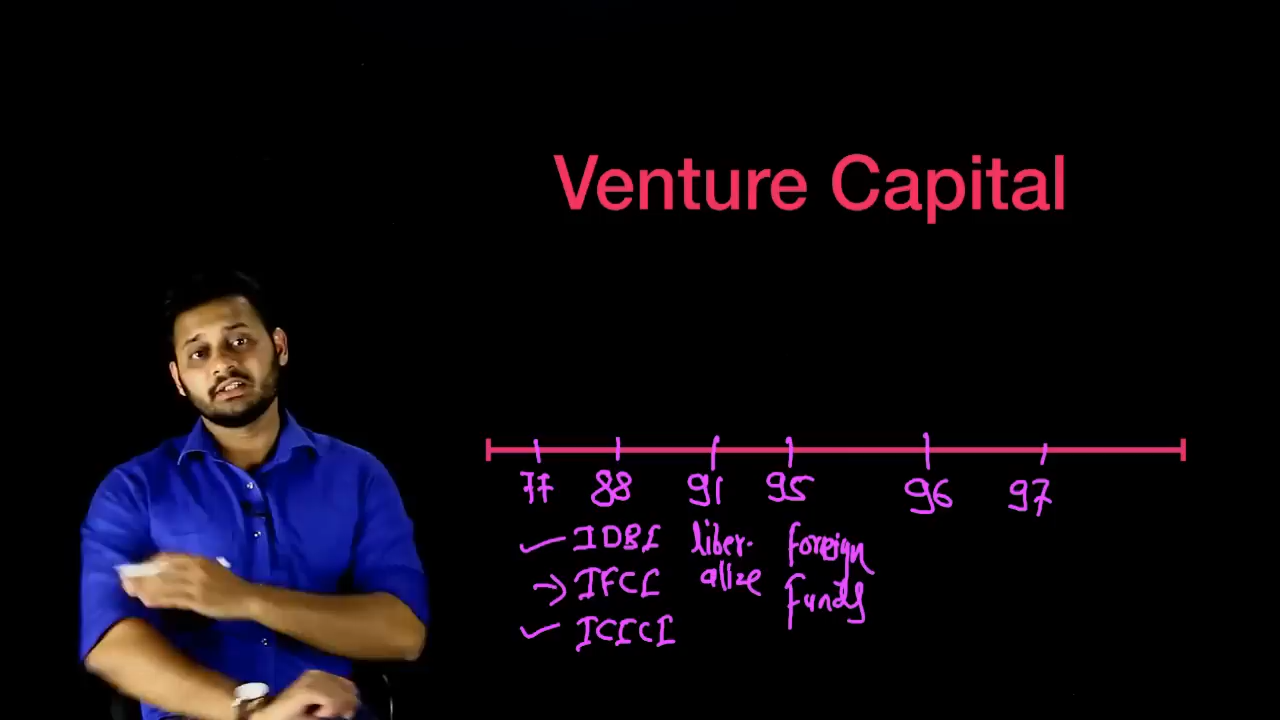 Venture Capital
77 88 91 95 96 97
IDBI liber- foreign
IFCI alize funds
ICICI